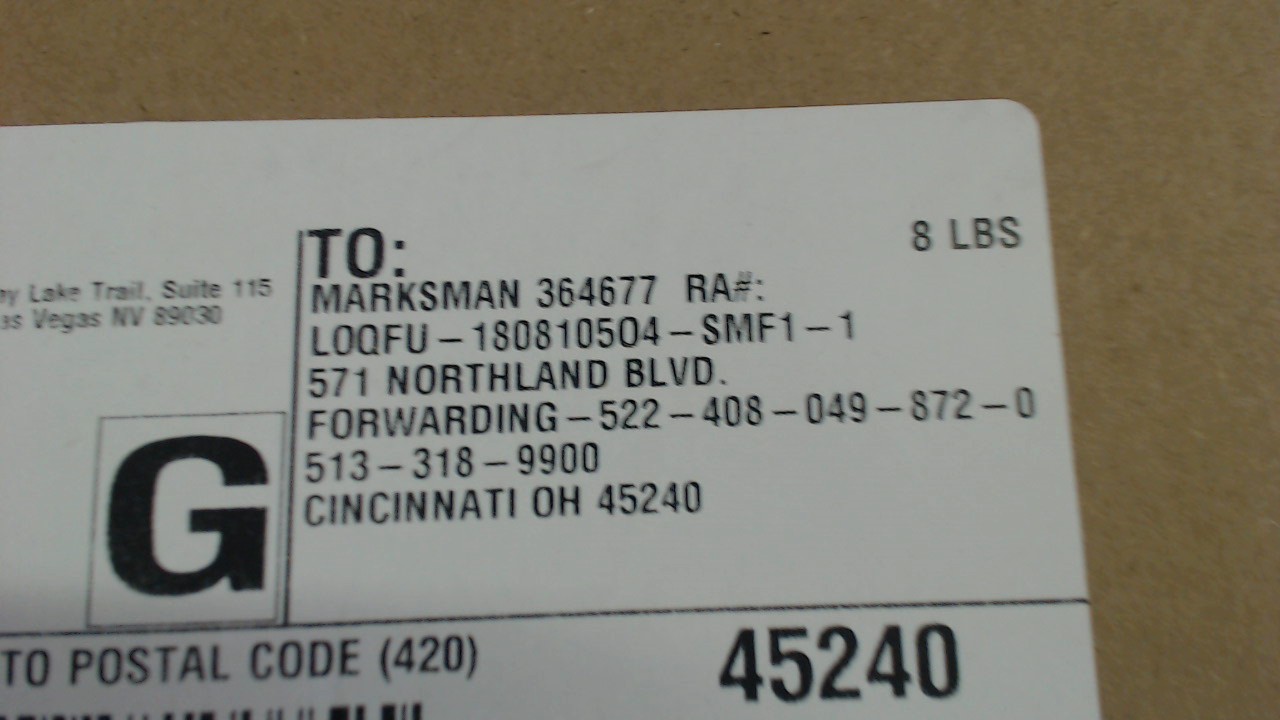 TO:
8 LBS
MARKSMAN 364677 RA#:
LOQFU-180810504-SMF1-1
571 NORTHLAND BLVD.
FORWARDING-522-408-049-872-0
513-318-9900
CINCINNATI OH 45240
Lake Trail, Suite 115
Vegas NV 89030
G
TO POSTAL CODE (420)
45240